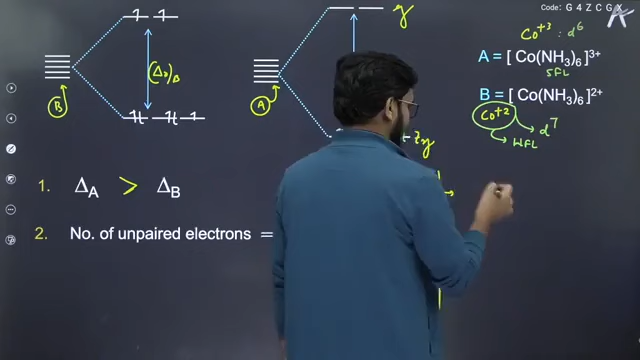 Code: G 4 Z C G X
Co+3 : d6
A = [ Co(NH3)6 ]3+
SFL
B = [ Co(NH3)6 ]2+
Co+2
d7
WFL
(Δ0)Δ
B
A
1. ΔA > ΔB
2. No. of unpaired electrons =